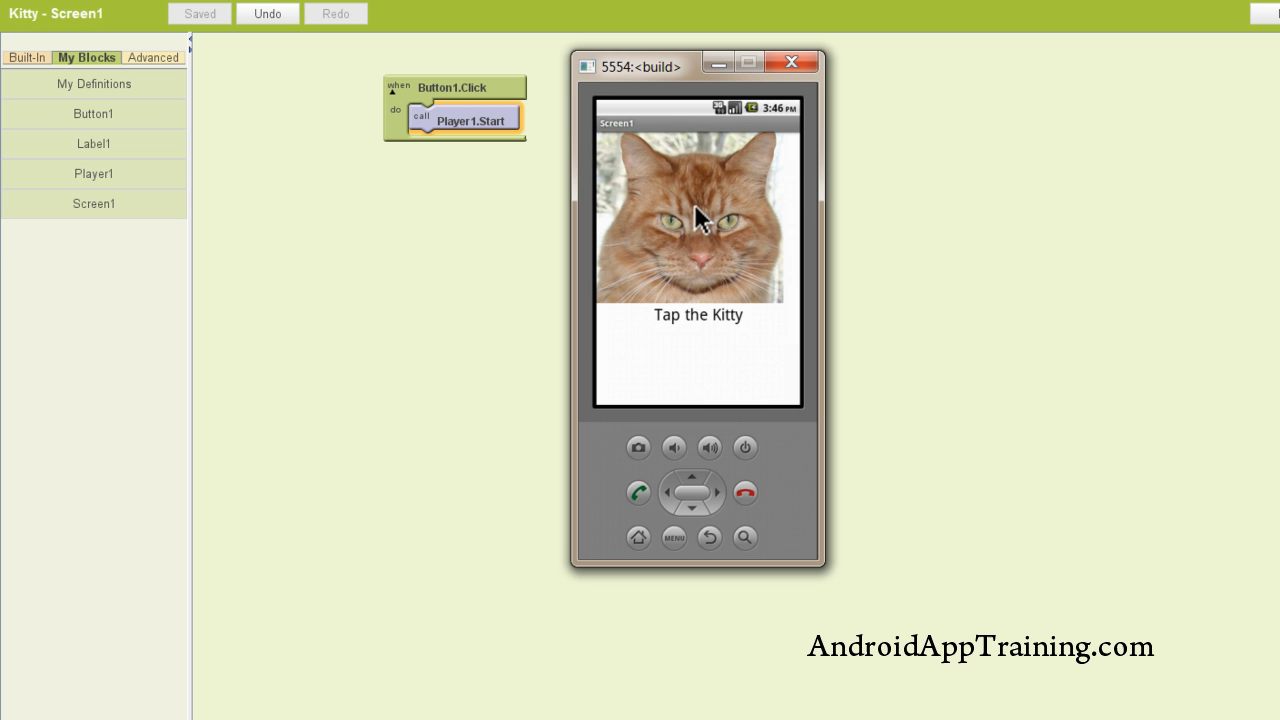 Kitty - Screen1
Saved
Undo
Redo
Built-In
My Blocks
Advanced
My Definitions
Button1
Label1
Player1
Screen1
when Button1.Click
do
call Player1.Start
5554:<build>
3G
3:46 PM
Screen1
Tap the Kitty
MENU
AndroidAppTraining.com